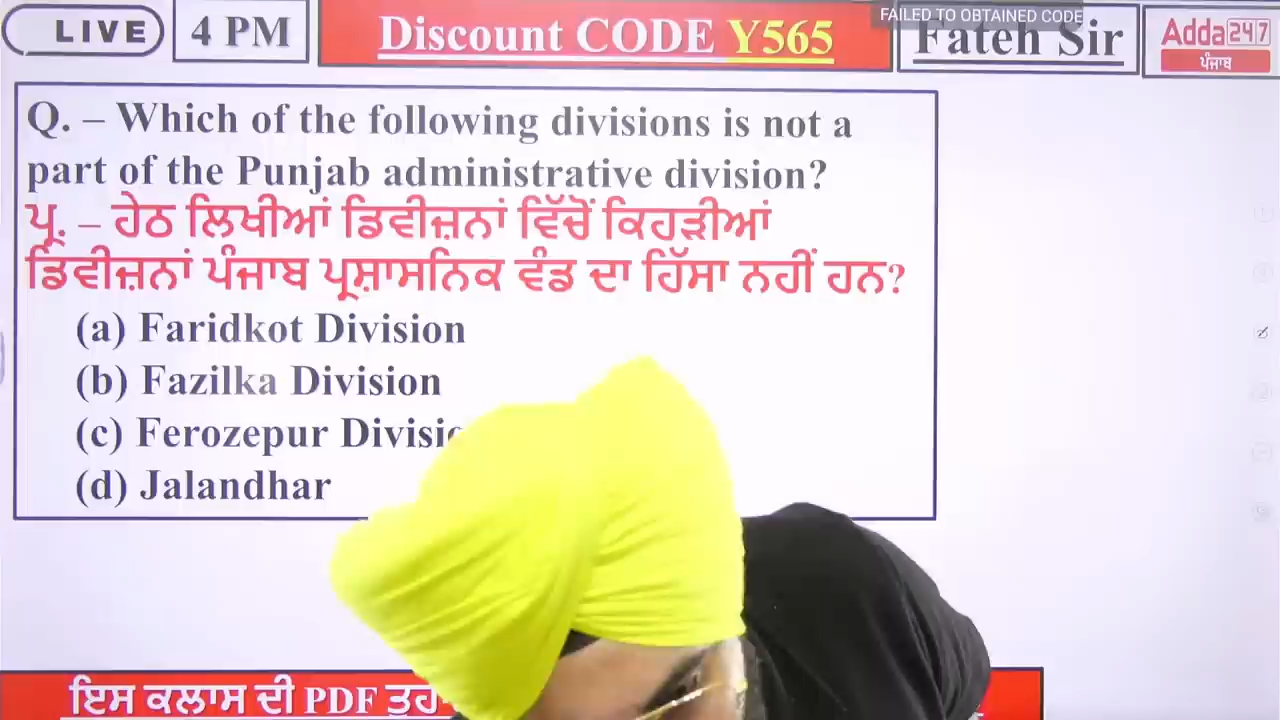 LIVE
4 PM
Discount CODE Y565
FAILED TO OBTAINED CODE
Fateh Sir
Adda247
ਪੰਜਾਬ
Q. – Which of the following divisions is not a
part of the Punjab administrative division?
ਪ੍ਰ. – ਹੇਠ ਲਿਖੀਆਂ ਡਿਵੀਜ਼ਨਾਂ ਵਿੱਚੋਂ ਕਿਹੜੀਆਂ
ਡਿਵੀਜ਼ਨਾਂ ਪੰਜਾਬ ਪ੍ਰਸ਼ਾਸਨਿਕ ਵੰਡ ਦਾ ਹਿੱਸਾ ਨਹੀਂ ਹਨ?
(a) Faridkot Division
(b) Fazilka Division
(c) Ferozepur
(d) Jalandhar
ਇਸ ਕਲਾਸ ਦੀ PDF